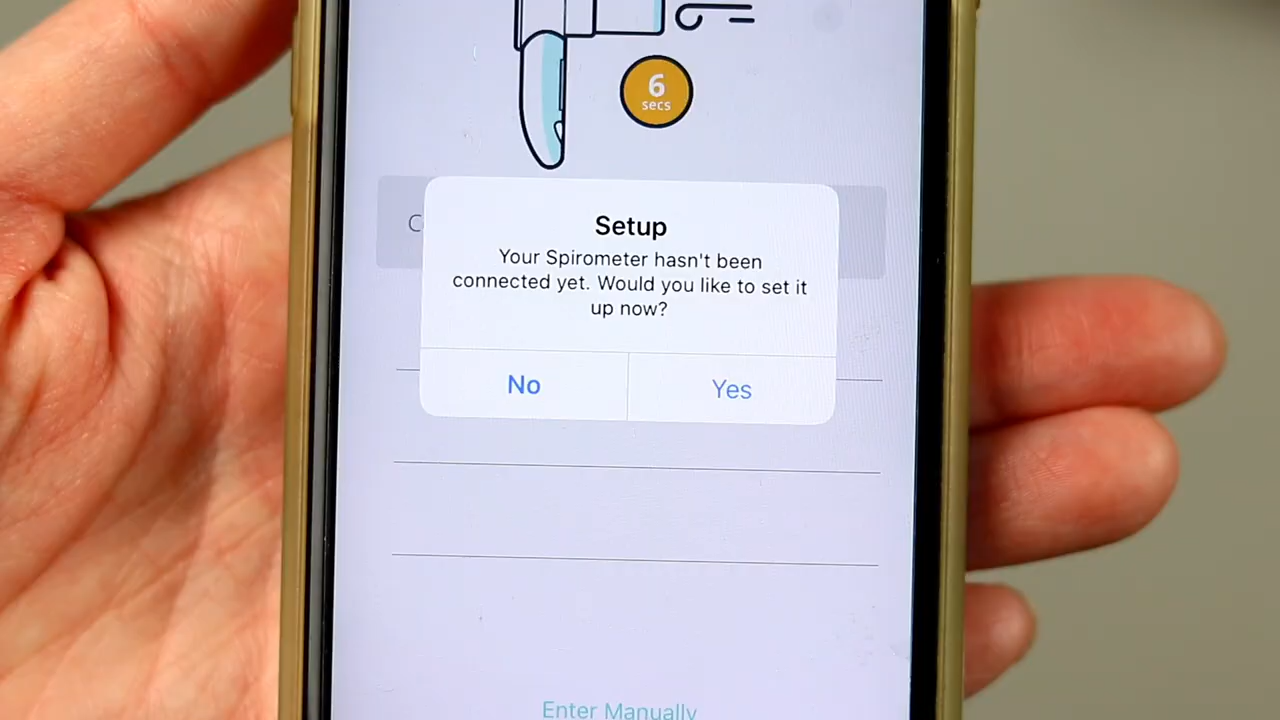 6
secs
C
Setup
Your Spirometer hasn't been
connected yet. Would you like to set it
up now?
No
Yes
Enter Manually